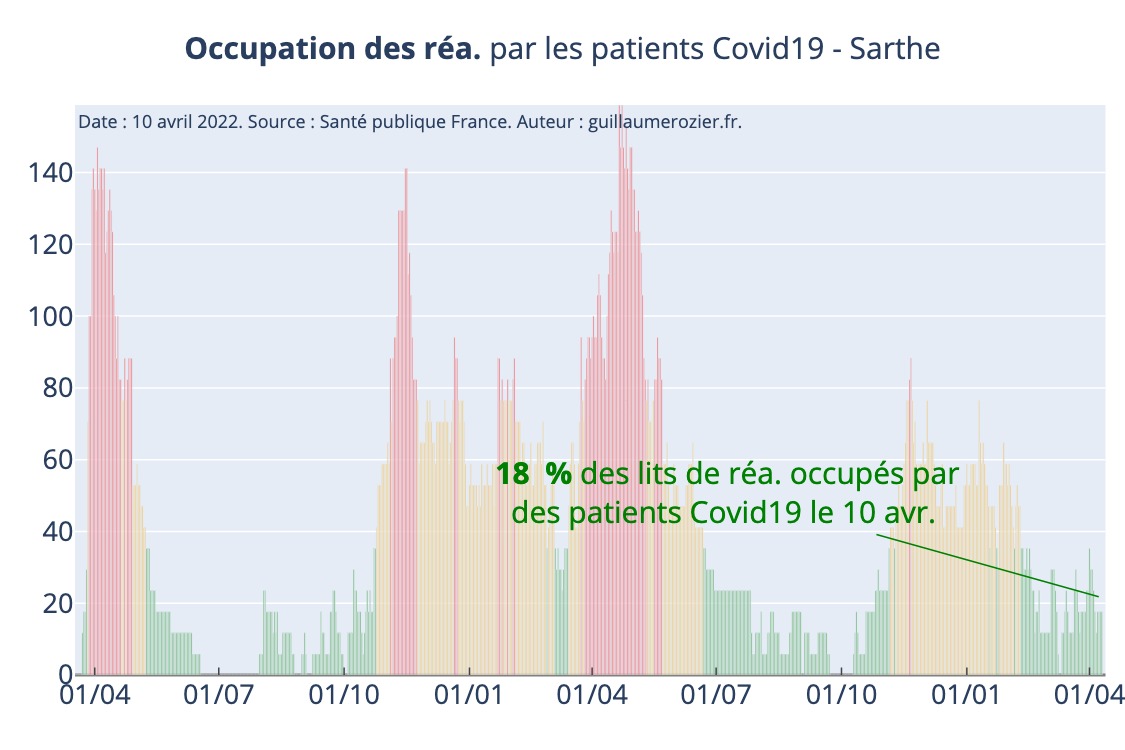 Occupation des réa. par les patients Covid19 - Sarthe
Date : 10 avril 2022. Source : Santé publique France. Auteur : guillaumerozier.fr.
140
120
100
80
60
40
20
0
18 % des lits de réa. occupés par
des patients Covid19 le 10 avr.
01/04 01/07 01/10 01/01 01/04 01/07 01/10 01/01 01/04